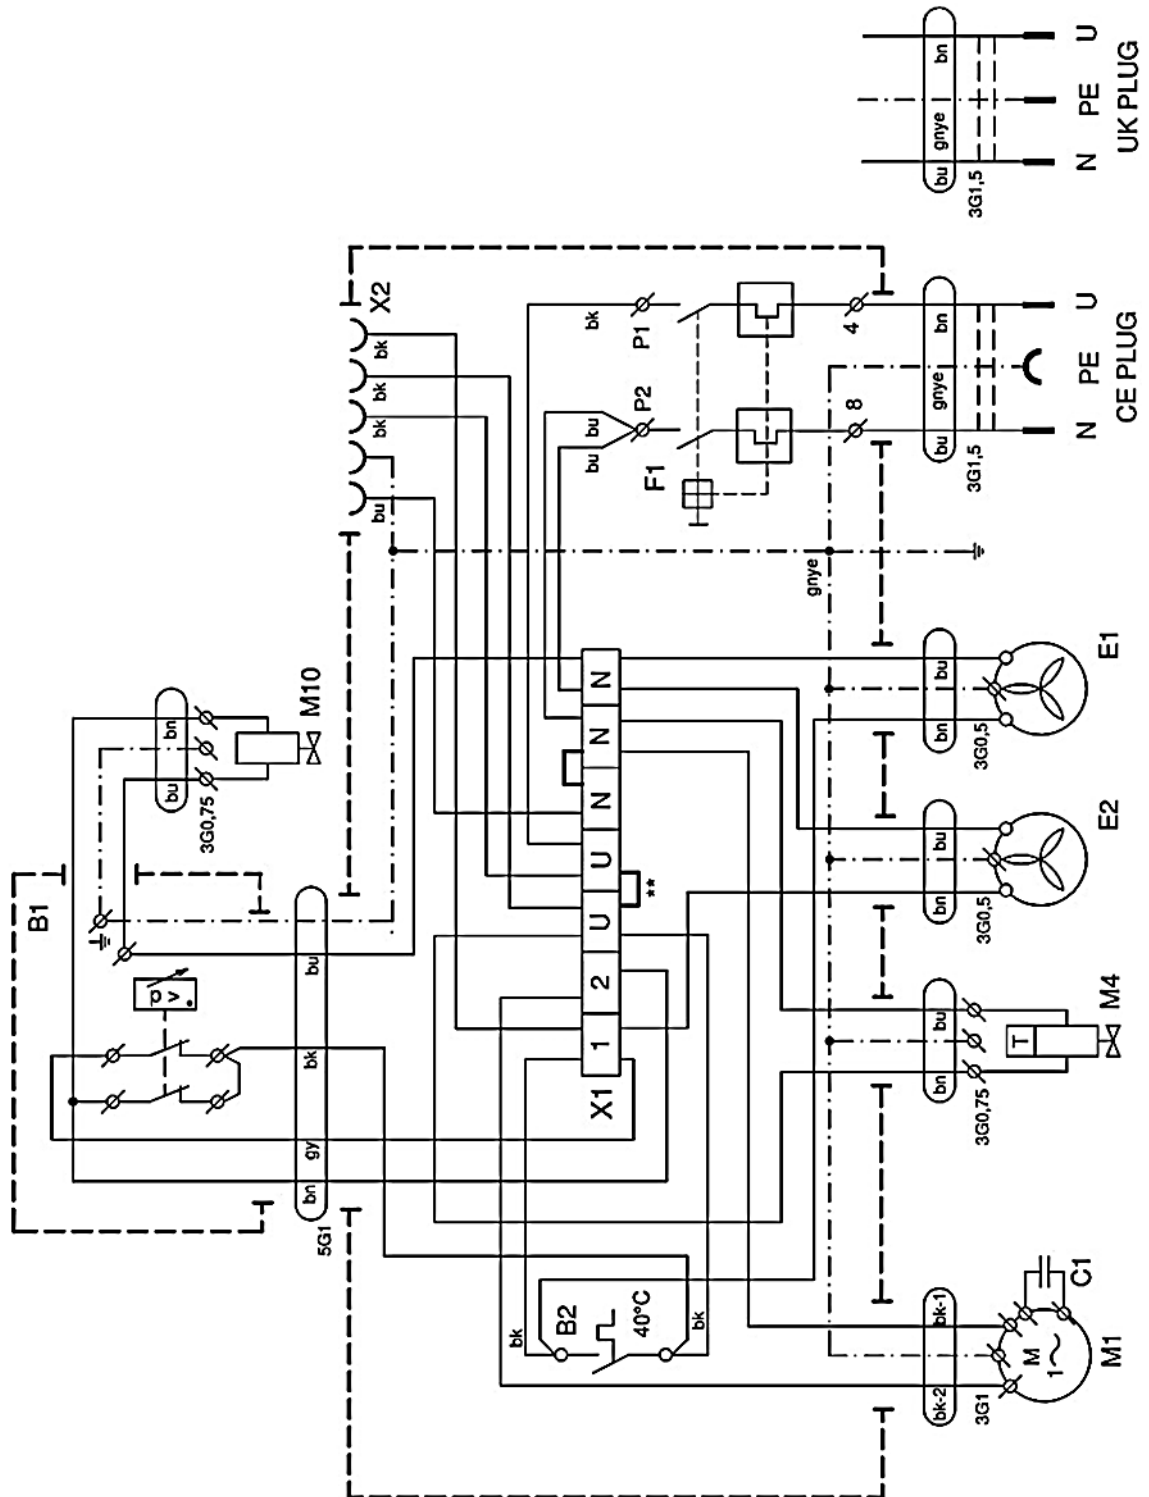 U
bn
PE
gnye
UK PLUG
N
bu
3G1,5
X2
bk
bk
bk
bu
bk
P1
bu
bu
P2
F1
4
8
bn
U
gnye
PE
CE PLUG
bu
N
3G1,5
gnye
M10
bn
bu
3G0,75
B1
p
v
bu
bk
gy
bn
5G1
N
N
N
U
U
**
2
1
X1
bu
bn
3G0,5
E1
bu
bn
3G0,5
E2
bu
bn
3G0,75
T
M4
bk
B2
40°C
bk
bk-1
bk-2
3G1
C1
M
1~
M1